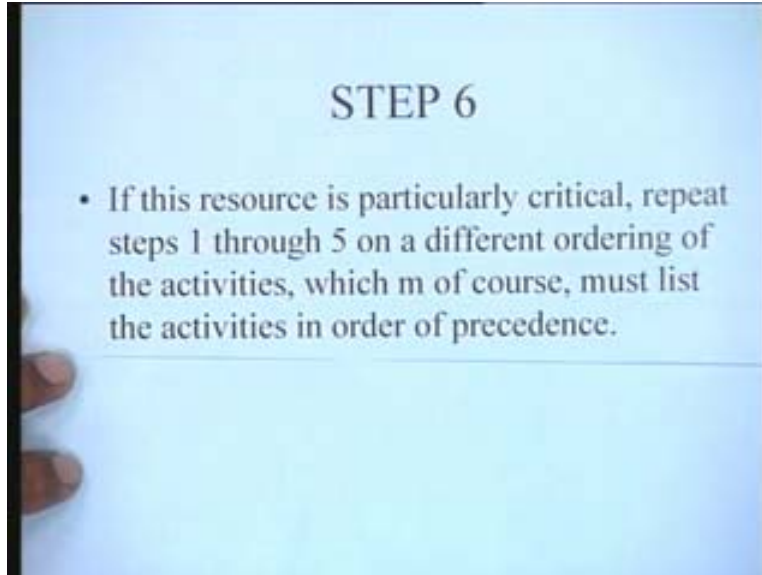 STEP 6
• If this resource is particularly critical, repeat
steps 1 through 5 on a different ordering of
the activities, which m of course, must list
the activities in order of precedence.